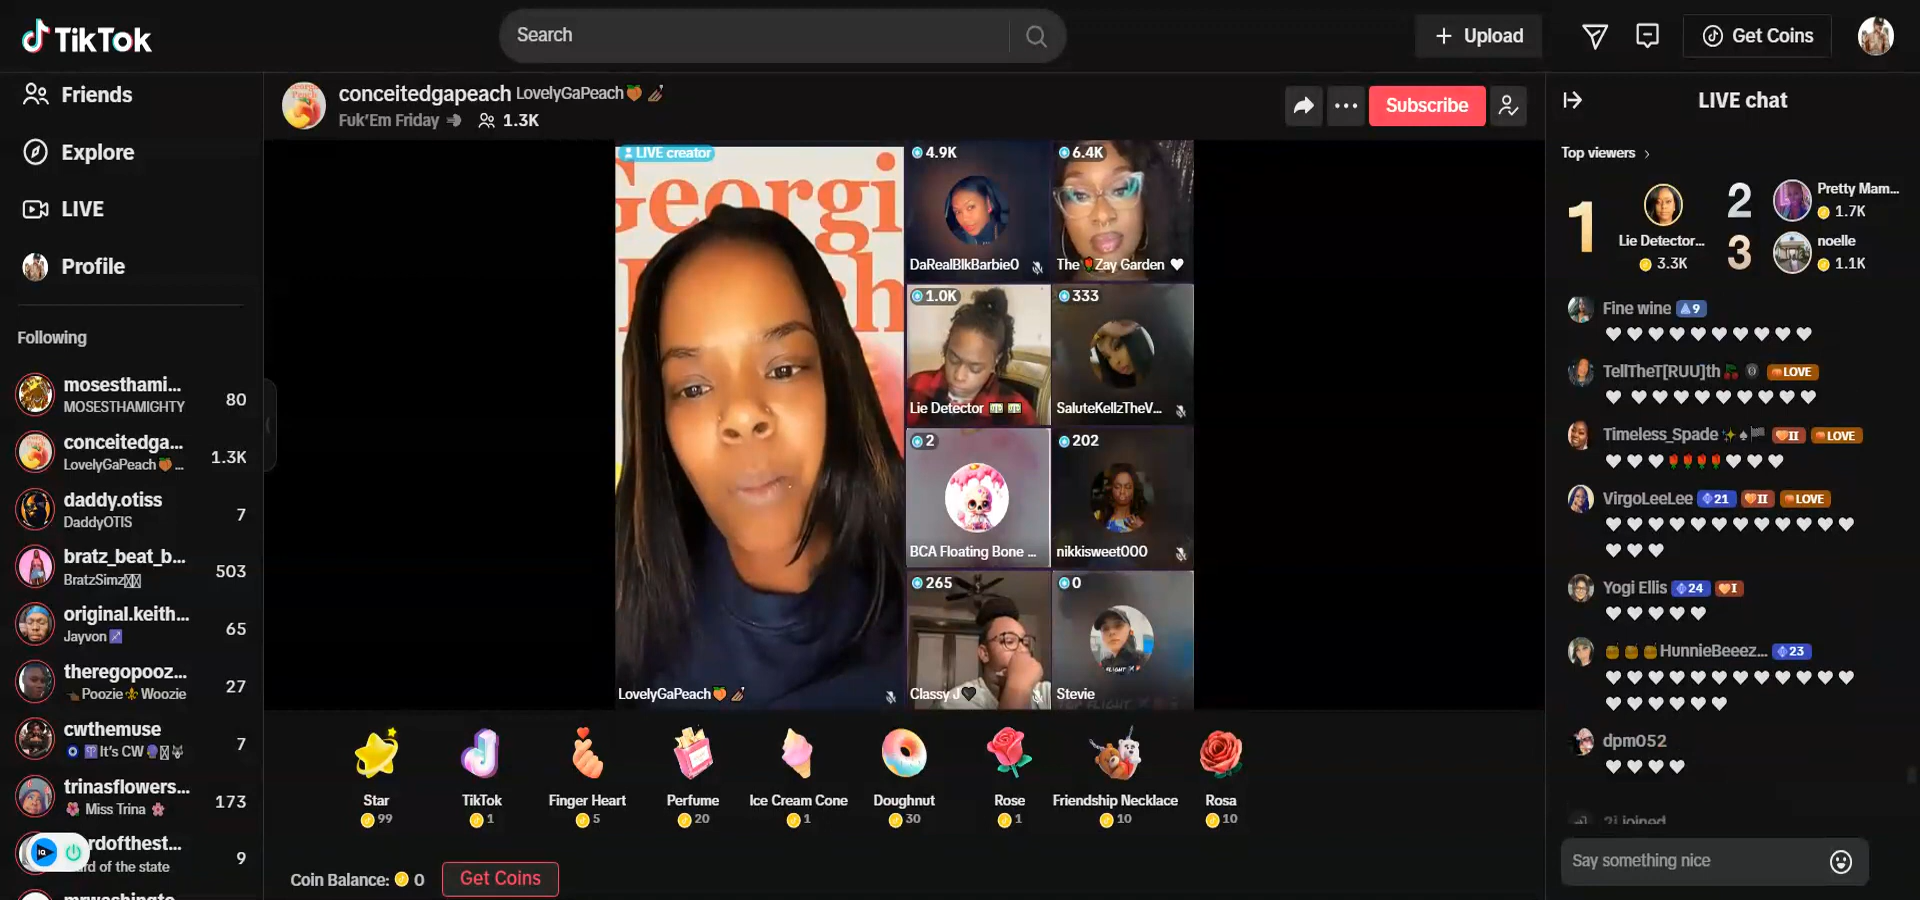 TikTok
Search
Upload
Get Coins
Friends
Explore
LIVE
Profile
Following
mosesthami...
MOSESTHAMIGHTY
80
conceitedga...
LovelyGaPeach🍑...
1.3K
daddy.otiss
DaddyOTIS
7
bratz_beat_b...
BratzSimz
503
original.keith...
Jayvon
65
theregopooz...
Poozie⚜Woozie
27
cwthemuse
It's CW
7
trinasflowers...
🌸 Miss Trina 🌸
173
rdofthest...
rd of the state
9
conceitedgapeach LovelyGaPeach🍑💅🏾
Fuk'Em Friday 💨 1.3K
Subscribe
LIVE creator
Georgi
LovelyGaPeach🍑💅🏾
4.9K
DaRealBlkBarbie0
6.4K
The🌹Zay Garden 🤍
1.0K
Lie Detector 💵💵
333
SaluteKellzTheV...
2
BCA Floating Bone ...
202
nikkisweet000
265
Classy J🖤
0
Stevie
FLIGHT
Star
99
TikTok
1
Finger Heart
5
Perfume
20
Ice Cream Cone
1
Doughnut
30
Rose
1
Friendship Necklace
10
Rosa
10
Coin Balance: 0
Get Coins
LIVE chat
Top viewers >
1
Lie Detector...
3.3K
2
Pretty Mam...
1.7K
3
noelle
1.1K
Fine wine 9
🤍🤍🤍🤍🤍🤍🤍🤍🤍🤍
TellTheT[RUU]th🍒 LOVE
🤍 🤍🤍🤍🤍🤍🤍🤍🤍🤍
Timeless_Spade✨♠🏴 II LOVE
🤍🤍🤍🌹🌹🌹🌹🤍🤍🤍
VirgoLeeLee 21 II LOVE
🤍🤍🤍🤍🤍🤍🤍🤍🤍🤍🤍🤍
🤍🤍🤍
Yogi Ellis 24 I
🤍🤍🤍🤍🤍
🍯🍯🍯HunnieBeeez... 23
🤍🤍🤍🤍🤍🤍🤍🤍🤍🤍🤍🤍
🤍🤍🤍🤍🤍🤍
dpm052
🤍🤍🤍🤍
joined
Say something nice